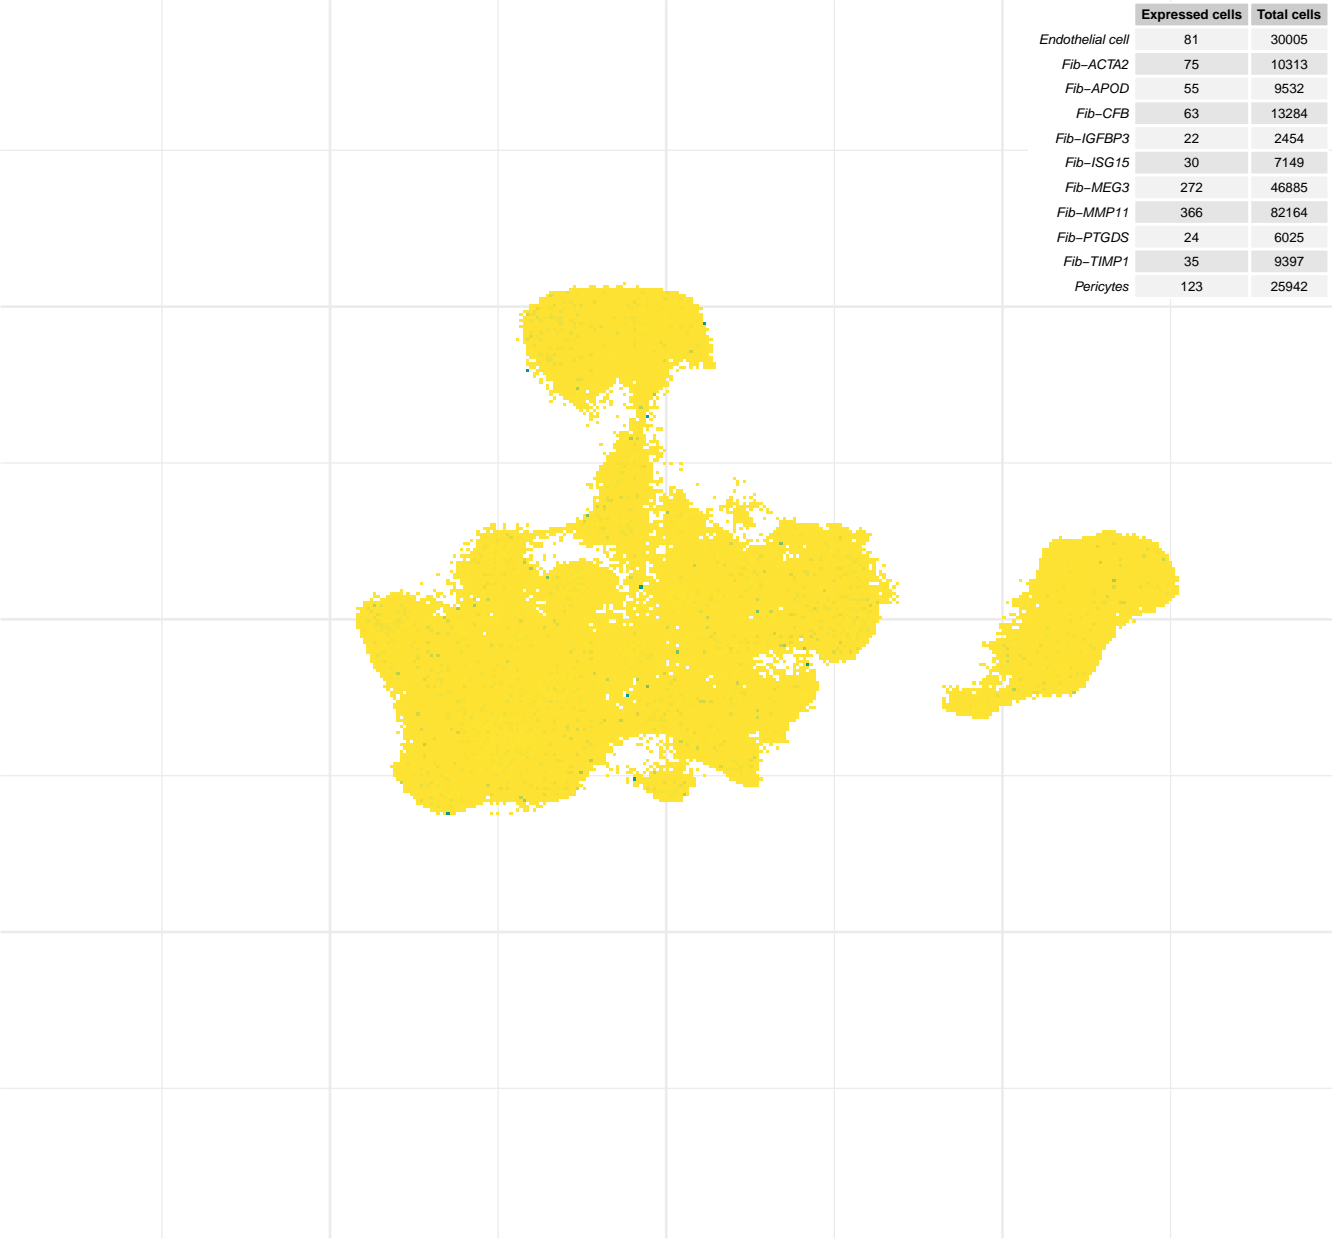 Expressed cells Total cells
Endothelial cell 81 30005
Fib−ACTA2 75 10313
Fib−APOD 55 9532
Fib−CFB 63 13284
Fib−IGFBP3 22 2454
Fib−ISG15 30 7149
Fib−MEG3 272 46885
Fib−MMP11 366 82164
Fib−PTGDS 24 6025
Fib−TIMP1 35 9397
Pericytes 123 25942